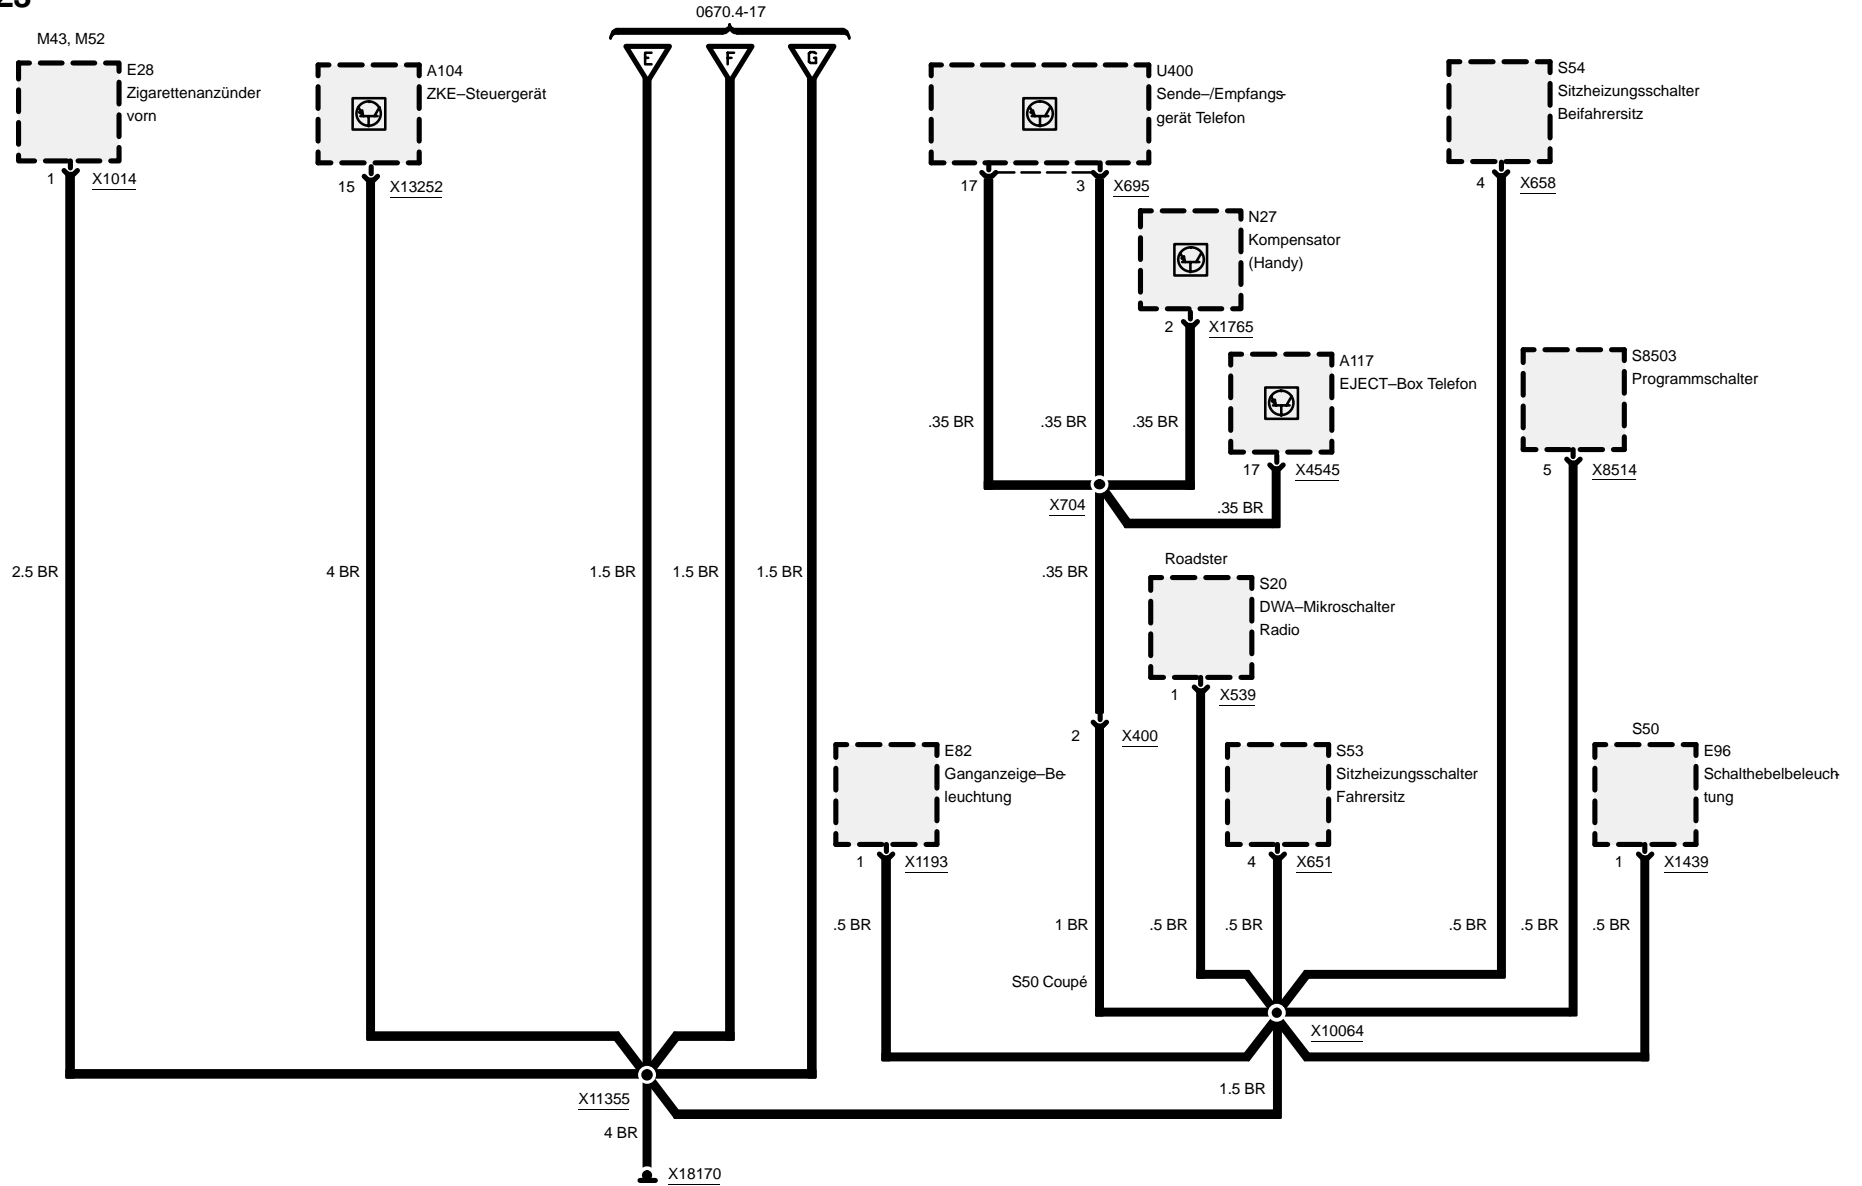 0670.4-17
M43, M52
E28
Zigarettenanzünder
vorn
1
X1014
A104
ZKE–Steuergerät
15
X13252
E
F
G
U400
Sende–/Empfangs-
gerät Telefon
17
3
X695
S54
Sitzheizungsschalter
Beifahrersitz
4
X658
N27
Kompensator
(Handy)
2
X1765
A117
EJECT–Box Telefon
17
X4545
S8503
Programmschalter
5
X8514
.35 BR
.35 BR
.35 BR
X704
.35 BR
2.5 BR
4 BR
1.5 BR
1.5 BR
1.5 BR
.35 BR
Roadster
S20
DWA–Mikroschalter
Radio
1
X539
2
X400
E82
Ganganzeige–Be-
leuchtung
1
X1193
S53
Sitzheizungsschalter
Fahrersitz
4
X651
S50
E96
Schalthebelbeleuch-
tung
1
X1439
.5 BR
1 BR
.5 BR
.5 BR
.5 BR
.5 BR
.5 BR
S50 Coupé
X10064
1.5 BR
X11355
4 BR
X18170